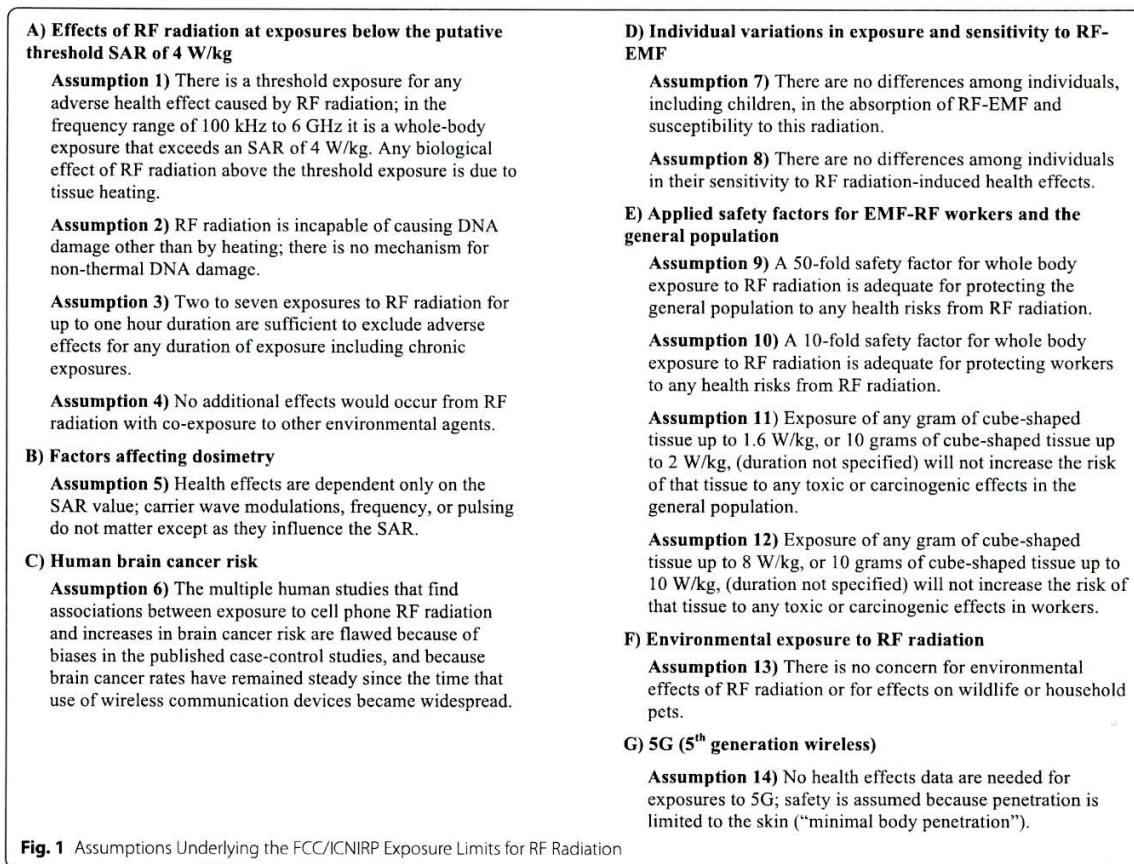 A) Effects of RF radiation at exposures below the putative
threshold SAR of 4 W/kg
Assumption 1) There is a threshold exposure for any
adverse health effect caused by RF radiation; in the
frequency range of 100 kHz to 6 GHz it is a whole-body
exposure that exceeds an SAR of 4 W/kg. Any biological
effect of RF radiation above the threshold exposure is due to
tissue heating.
Assumption 2) RF radiation is incapable of causing DNA
damage other than by heating; there is no mechanism for
non-thermal DNA damage.
Assumption 3) Two to seven exposures to RF radiation for
up to one hour duration are sufficient to exclude adverse
effects for any duration of exposure including chronic
exposures.
Assumption 4) No additional effects would occur from RF
radiation with co-exposure to other environmental agents.
B) Factors affecting dosimetry
Assumption 5) Health effects are dependent only on the
SAR value; carrier wave modulations, frequency, or pulsing
do not matter except as they influence the SAR.
C) Human brain cancer risk
Assumption 6) The multiple human studies that find
associations between exposure to cell phone RF radiation
and increases in brain cancer risk are flawed because of
biases in the published case-control studies, and because
brain cancer rates have remained steady since the time that
use of wireless communication devices became widespread.
D) Individual variations in exposure and sensitivity to RF-
EMF
Assumption 7) There are no differences among individuals,
including children, in the absorption of RF-EMF and
susceptibility to this radiation.
Assumption 8) There are no differences among individuals
in their sensitivity to RF radiation-induced health effects.
E) Applied safety factors for EMF-RF workers and the
general population
Assumption 9) A 50-fold safety factor for whole body
exposure to RF radiation is adequate for protecting the
general population to any health risks from RF radiation.
Assumption 10) A 10-fold safety factor for whole body
exposure to RF radiation is adequate for protecting workers
to any health risks from RF radiation.
Assumption 11) Exposure of any gram of cube-shaped
tissue up to 1.6 W/kg, or 10 grams of cube-shaped tissue up
to 2 W/kg, (duration not specified) will not increase the risk
of that tissue to any toxic or carcinogenic effects in the
general population.
Assumption 12) Exposure of any gram of cube-shaped
tissue up to 8 W/kg, or 10 grams of cube-shaped tissue up to
10 W/kg, (duration not specified) will not increase the risk of
that tissue to any toxic or carcinogenic effects in workers.
F) Environmental exposure to RF radiation
Assumption 13) There is no concern for environmental
effects of RF radiation or for effects on wildlife or household
pets.
G) 5G (5th generation wireless)
Assumption 14) No health effects data are needed for
exposures to 5G; safety is assumed because penetration is
limited to the skin (“minimal body penetration”).
Fig. 1 Assumptions Underlying the FCC/ICNIRP Exposure Limits for RF Radiation